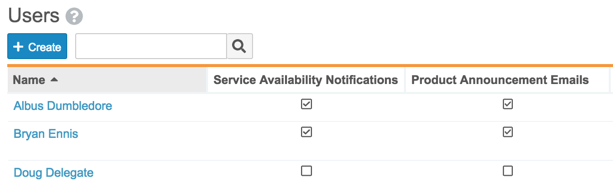 Users
Create
Name Service Availability Notifications Product Announcement Emails
Albus Dumbledore
Bryan Ennis
Doug Delegate